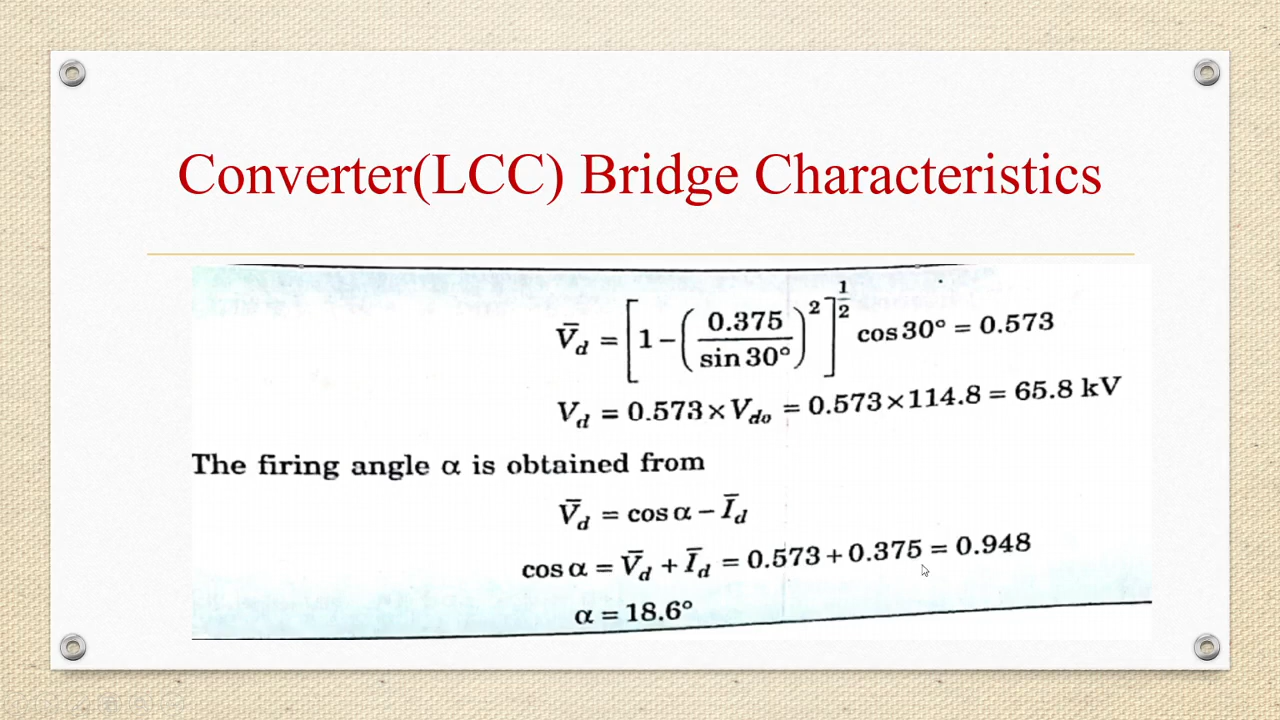 Converter(LCC) Bridge Characteristics
V̄d = [1 − (0.375 / sin 30°)²]^½ cos 30° = 0.573
Vd = 0.573 × Vdo = 0.573 × 114.8 = 65.8 kV
The firing angle α is obtained from
V̄d = cos α − Īd
cos α = V̄d + Īd = 0.573 + 0.375 = 0.948
α = 18.6°